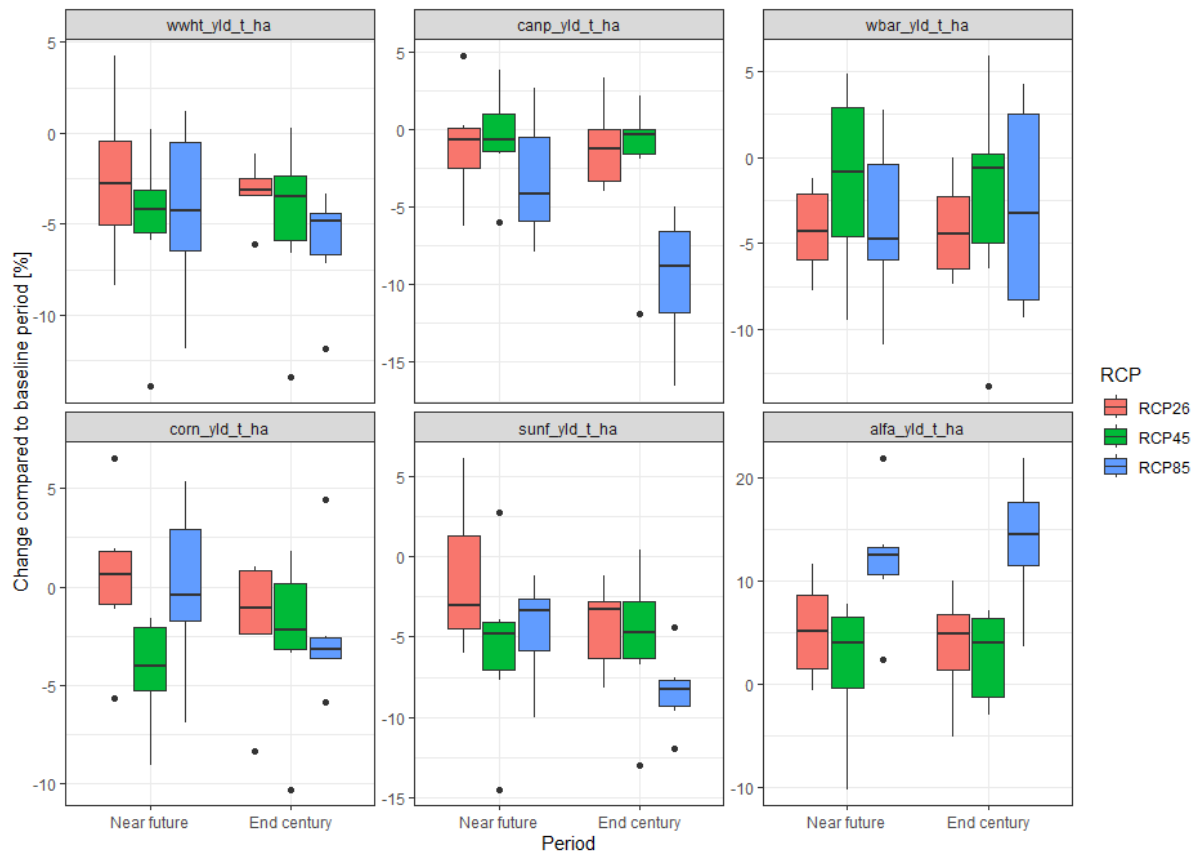 wwht_yld_t_ha
canp_yld_t_ha
wbar_yld_t_ha
5
0
-5
-10
5
0
-5
-10
-15
5
0
-5
-10
Change compared to baseline period [%]
corn_yld_t_ha
sunf_yld_t_ha
alfa_yld_t_ha
5
0
-5
-10
5
0
-5
-10
-15
20
10
0
-10
Near future
End century
Near future
End century
Near future
End century
Period
RCP
RCP26
RCP45
RCP85